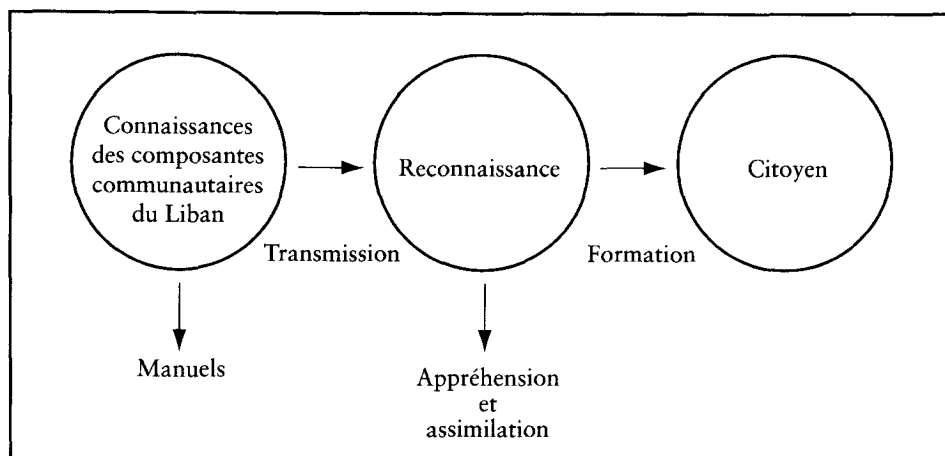 Connaissances
des composantes
communautaires
du Liban
Reconnaissance
Citoyen
Transmission
Formation
Manuels
Appréhension
et
assimilation